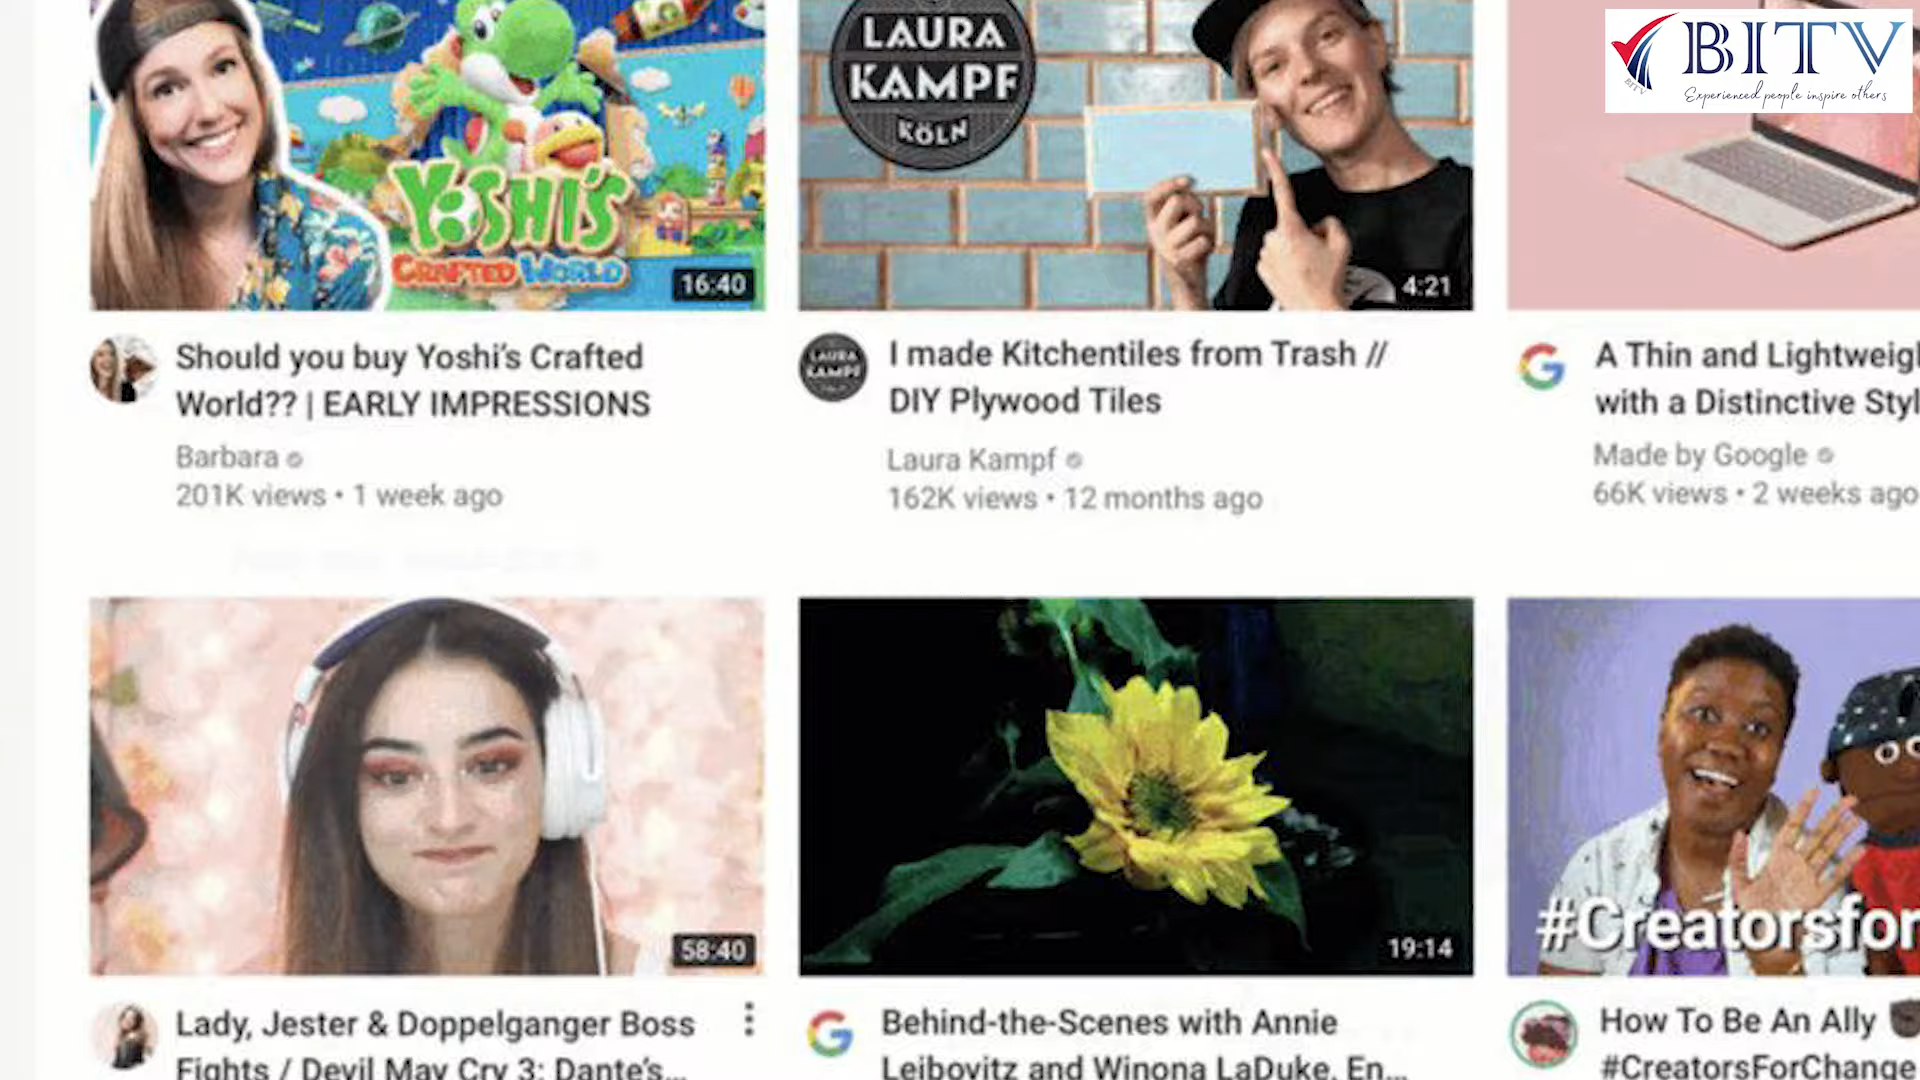 BITV
Experienced people inspire others
LAURA
KAMPF
KÖLN
YOSHI'S
CRAFTED WORLD
16:40
4:21
Should you buy Yoshi's Crafted
World?? | EARLY IMPRESSIONS
Barbara
201K views • 1 week ago
LAURA
KAMPF
I made Kitchentiles from Trash //
DIY Plywood Tiles
Laura Kampf
162K views • 12 months ago
A Thin and Lightweigh
with a Distinctive Styl
Made by Google
66K views • 2 weeks ago
58:40
19:14
#Creatorsfor
Lady, Jester & Doppelganger Boss
Fights / Devil May Cry 3: Dante's...
Behind-the-Scenes with Annie
Leibovitz and Winona LaDuke, En...
How To Be An Ally
#CreatorsForChange